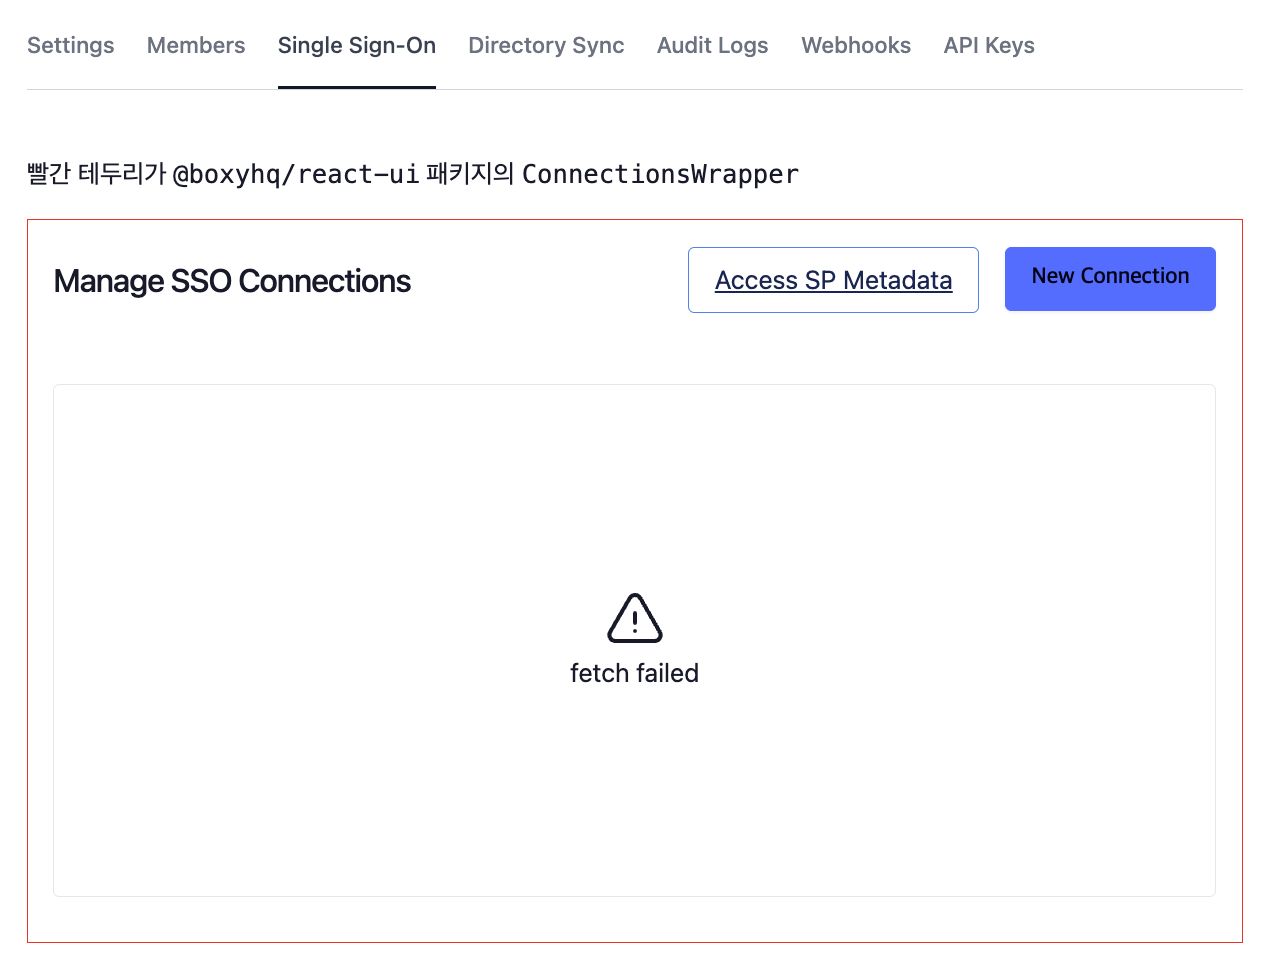 Settings Members Single Sign-On Directory Sync Audit Logs Webhooks API Keys
빨간 테두리가 @boxyhq/react-ui 패키지의 ConnectionsWrapper
Manage SSO Connections Access SP Metadata New Connection
fetch failed